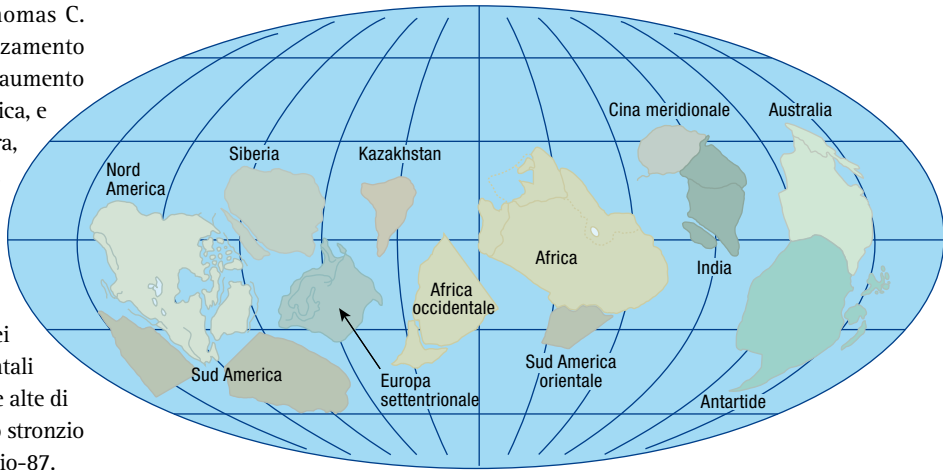 homas C.
zamento
aumento
ica, e
ra,
ei
tali
e alte di
o stronzio
io-87.
Nord
America
Siberia
Kazakhstan
Cina meridionale
Australia
Africa
occidentale
Africa
India
Sud America
Europa
settentrionale
Sud America
orientale
Antartide